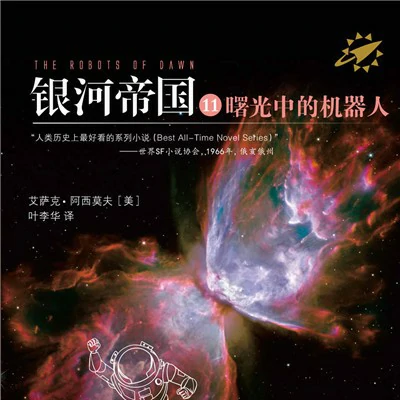 THE ROBOTS OF DAWN
银河帝国 11 曙光中的机器人
“人类历史上最好看的系列小说(Best All-Time Novel Series)”
——世界SF小说协会,1966年,俄亥俄州
艾萨克·阿西莫夫[美]
叶李华 译